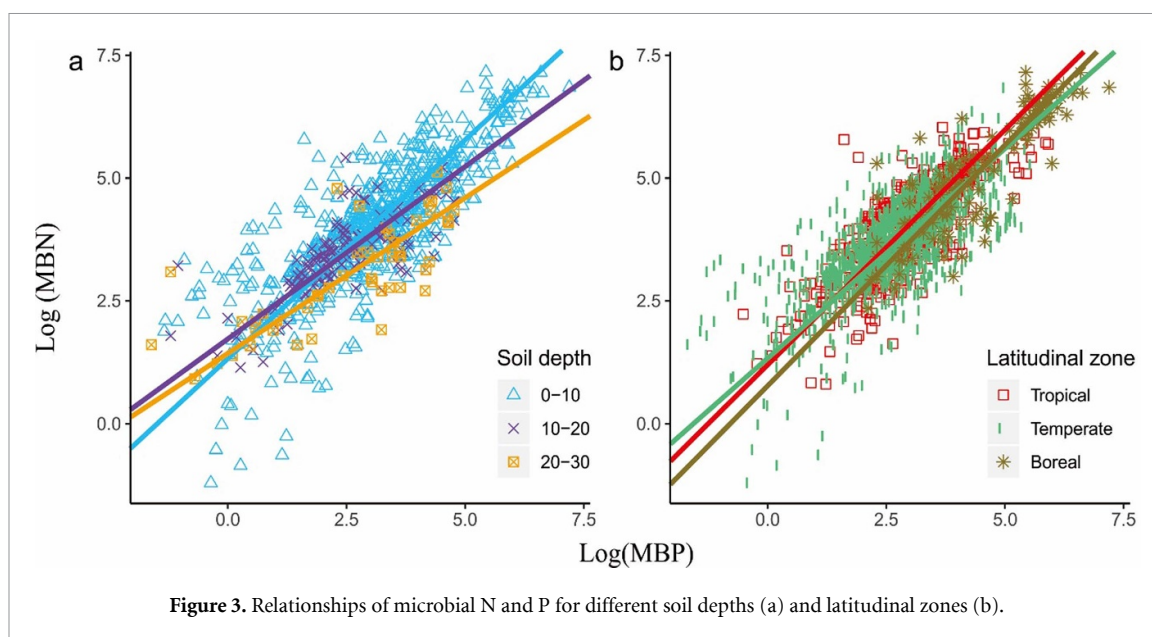 a
7.5
5.0
2.5
0.0
Log (MBN)
Soil depth
0−10
10−20
20−30
0.0 2.5 5.0 7.5
b
7.5
5.0
2.5
0.0
Latitudinal zone
Tropical
Temperate
Boreal
0.0 2.5 5.0 7.5
Log(MBP)
Figure 3. Relationships of microbial N and P for different soil depths (a) and latitudinal zones (b).